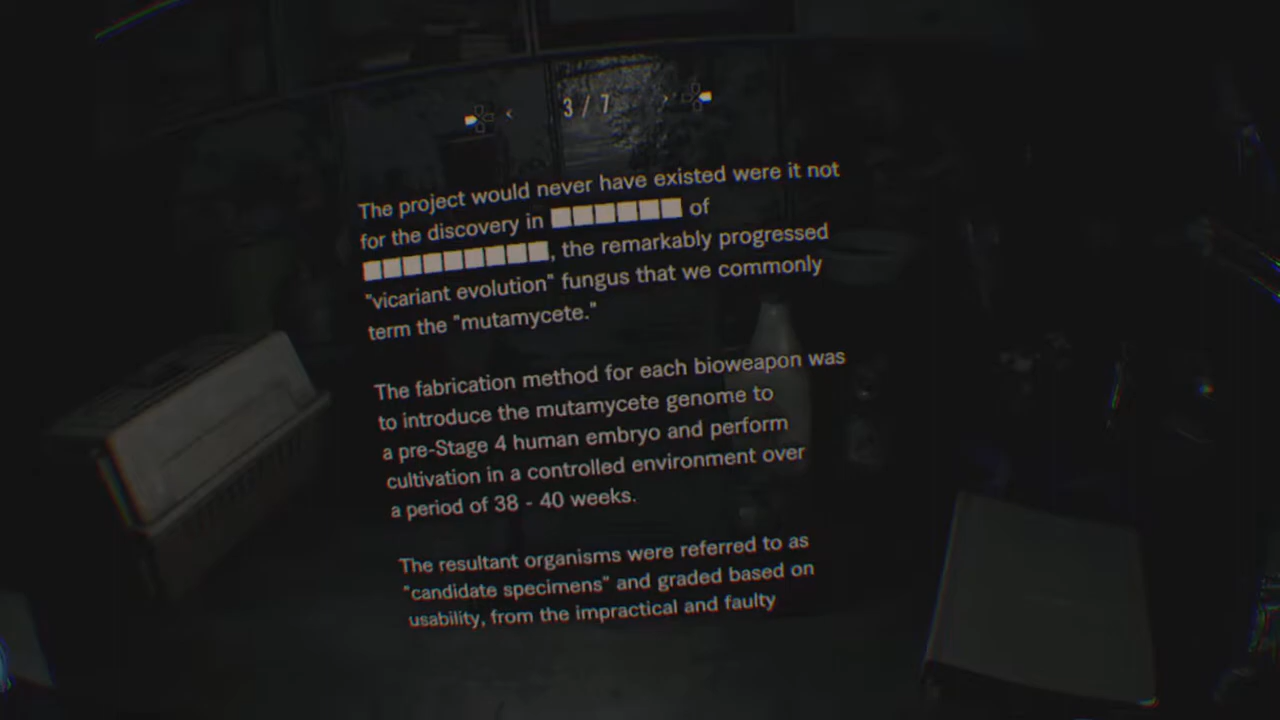 3 / 7
The project would never have existed were it not
for the discovery in ■■■■■■ of
■■■■■■■■■■, the remarkably progressed
"vicariant evolution" fungus that we commonly
term the "mutamycete."
The fabrication method for each bioweapon was
to introduce the mutamycete genome to
a pre-Stage 4 human embryo and perform
cultivation in a controlled environment over
a period of 38 - 40 weeks.
The resultant organisms were referred to as
"candidate specimens" and graded based on
usability, from the impractical and faulty